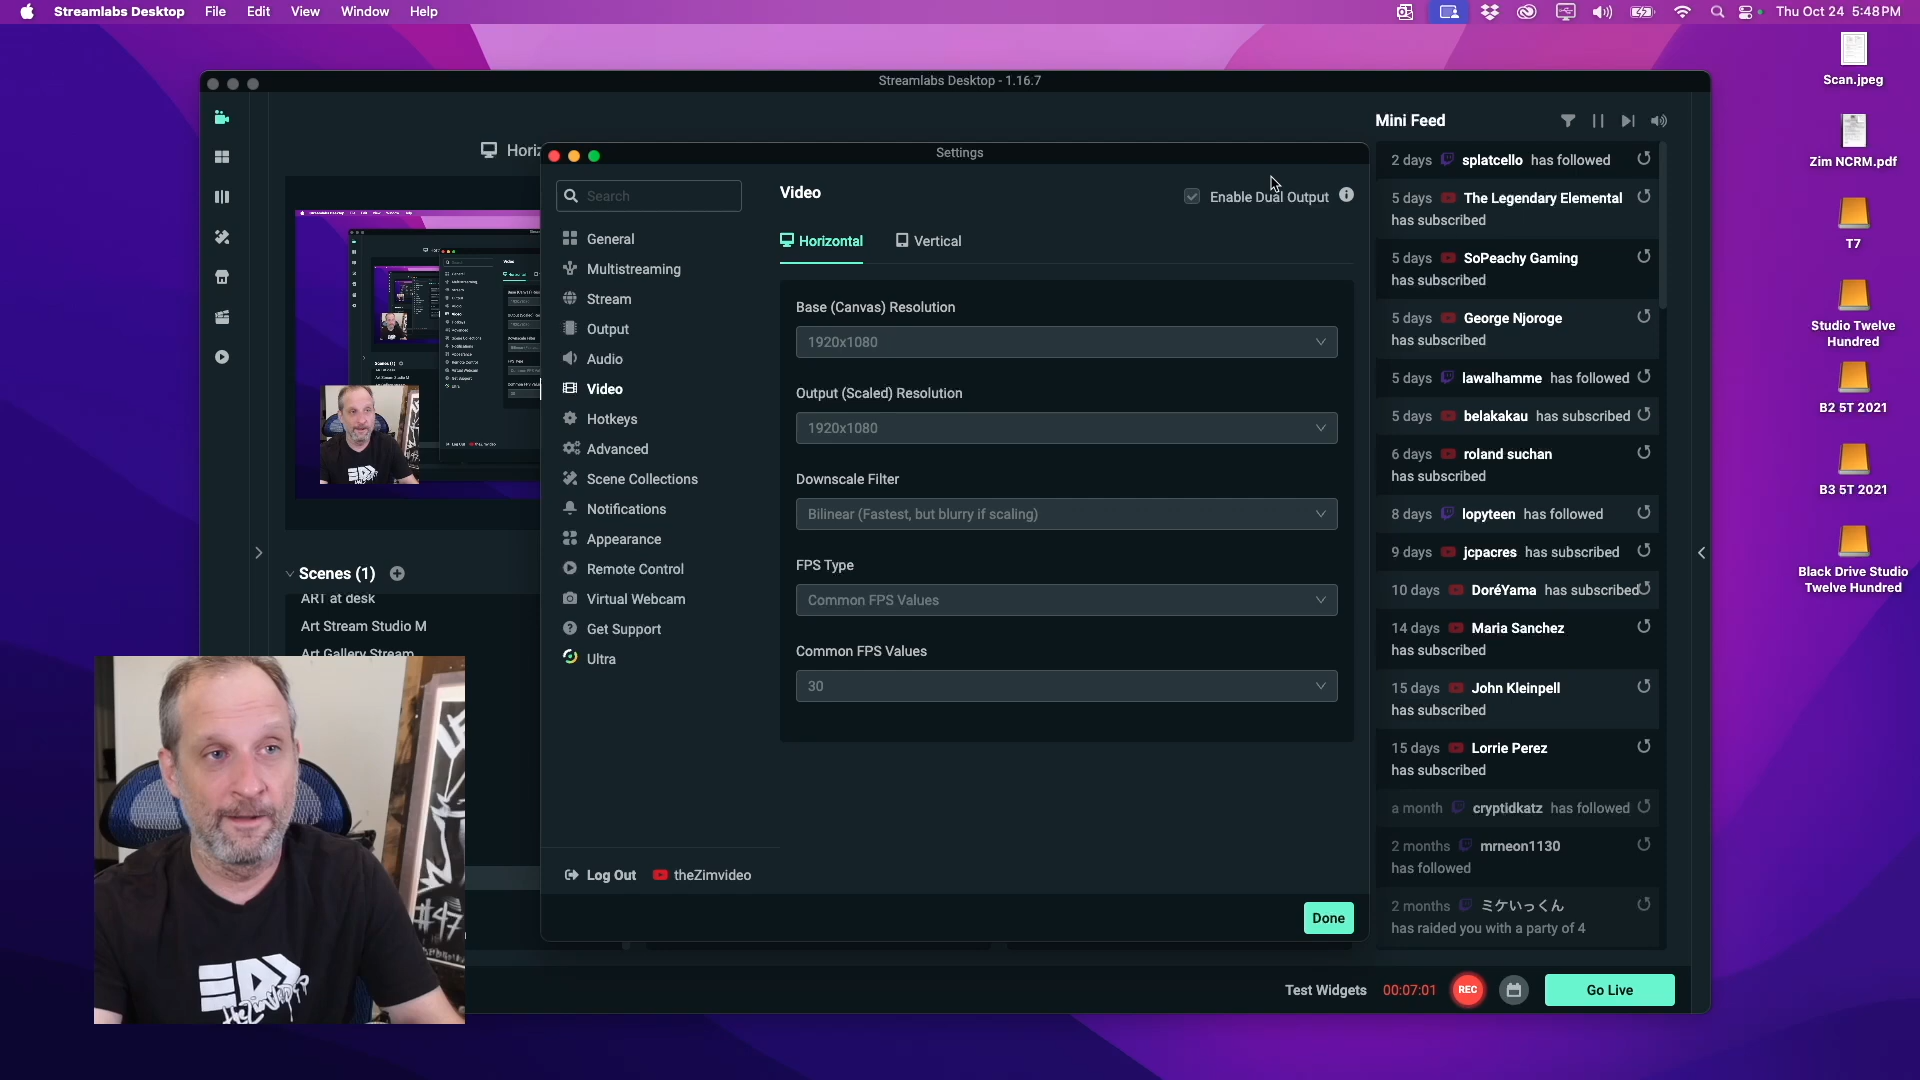 Streamlabs Desktop File Edit View Window Help
Thu Oct 24 5:48 PM
Streamlabs Desktop - 1.16.7
Horiz
Settings
Search
General
Multistreaming
Stream
Output
Audio
Video
Hotkeys
Advanced
Scene Collections
Notifications
Appearance
Remote Control
Virtual Webcam
Get Support
Ultra
Log Out theZimvideo
Video
Enable Dual Output
Horizontal Vertical
Base (Canvas) Resolution
1920x1080
Output (Scaled) Resolution
1920x1080
Downscale Filter
Bilinear (Fastest, but blurry if scaling)
FPS Type
Common FPS Values
Common FPS Values
30
Done
Scenes (1)
ART at desk
Art Stream Studio M
Art Gallery Stream
Mini Feed
2 days splatcello has followed
5 days The Legendary Elemental
has subscribed
5 days SoPeachy Gaming
has subscribed
5 days George Njoroge
has subscribed
5 days lawalhamme has followed
5 days belakakau has subscribed
6 days roland suchan
has subscribed
8 days lopyteen has followed
9 days jcpacres has subscribed
10 days DoréYama has subscribed
14 days Maria Sanchez
has subscribed
15 days John Kleinpell
has subscribed
15 days Lorrie Perez
has subscribed
a month cryptidkatz has followed
2 months mrneon1130
has followed
2 months ミケいっくん
has raided you with a party of 4
Test Widgets 00:07:01 REC Go Live
Scan.jpeg
Zim NCRM.pdf
T7
Studio Twelve
Hundred
B2 5T 2021
B3 5T 2021
Black Drive Studio
Twelve Hundred
#47